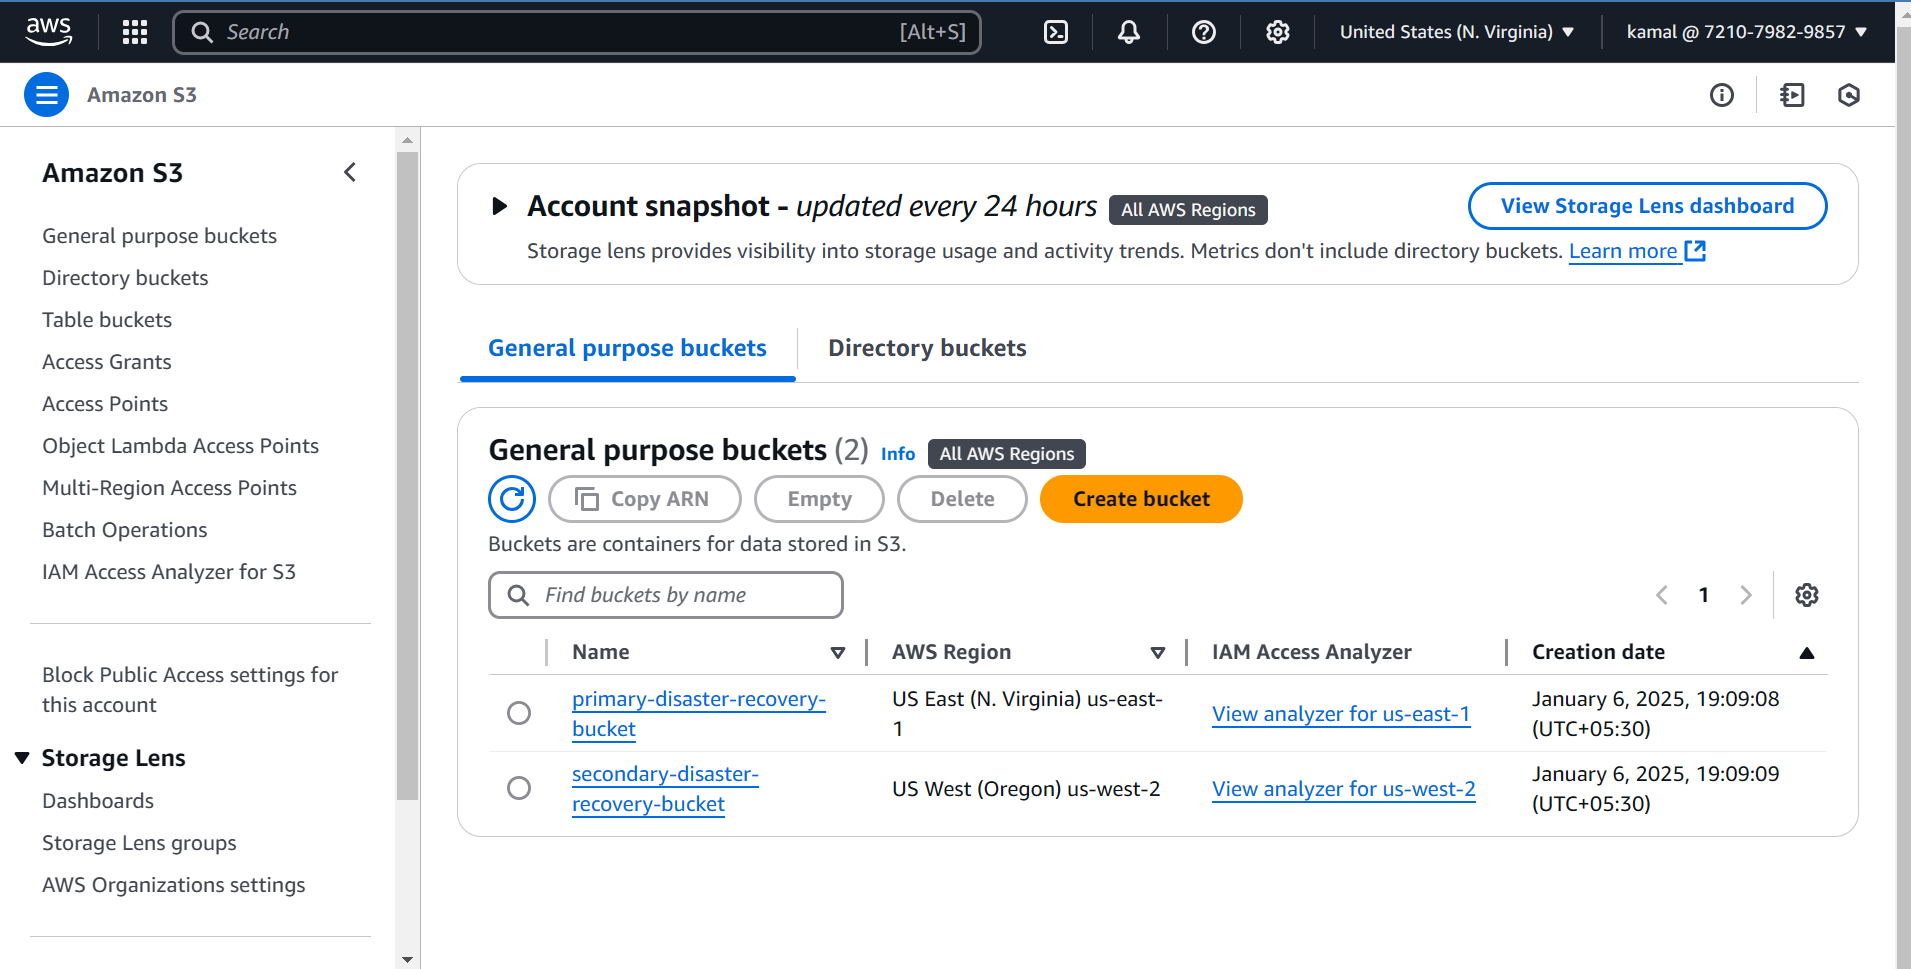 aws
Search [Alt+S]
United States (N. Virginia)
kamal @ 7210-7982-9857
Amazon S3
Amazon S3
General purpose buckets
Directory buckets
Table buckets
Access Grants
Access Points
Object Lambda Access Points
Multi-Region Access Points
Batch Operations
IAM Access Analyzer for S3
Block Public Access settings for
this account
Storage Lens
Dashboards
Storage Lens groups
AWS Organizations settings
Account snapshot - updated every 24 hours All AWS Regions
View Storage Lens dashboard
Storage lens provides visibility into storage usage and activity trends. Metrics don't include directory buckets. Learn more
General purpose buckets
Directory buckets
General purpose buckets (2) Info All AWS Regions
Copy ARN
Empty
Delete
Create bucket
Buckets are containers for data stored in S3.
Find buckets by name
1
Name
AWS Region
IAM Access Analyzer
Creation date
primary-disaster-recovery-
bucket
US East (N. Virginia) us-east-
1
View analyzer for us-east-1
January 6, 2025, 19:09:08
(UTC+05:30)
secondary-disaster-
recovery-bucket
US West (Oregon) us-west-2
View analyzer for us-west-2
January 6, 2025, 19:09:09
(UTC+05:30)